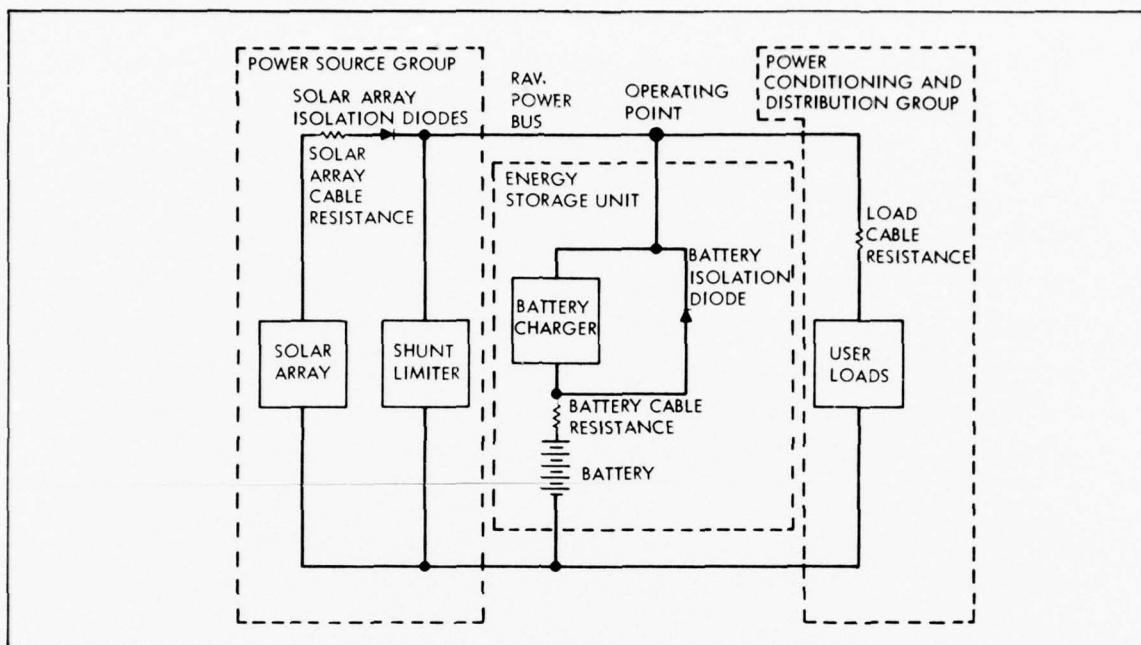 POWER SOURCE GROUP
SOLAR ARRAY
ISOLATION DIODES
SOLAR
ARRAY
CABLE
RESISTANCE
SOLAR
ARRAY
SHUNT
LIMITER
RAV.
POWER
BUS
OPERATING
POINT
ENERGY
STORAGE UNIT
BATTERY
CHARGER
BATTERY
ISOLATION
DIODE
BATTERY CABLE
RESISTANCE
BATTERY
POWER
CONDITIONING AND
DISTRIBUTION GROUP
LOAD
CABLE
RESISTANCE
USER
LOADS